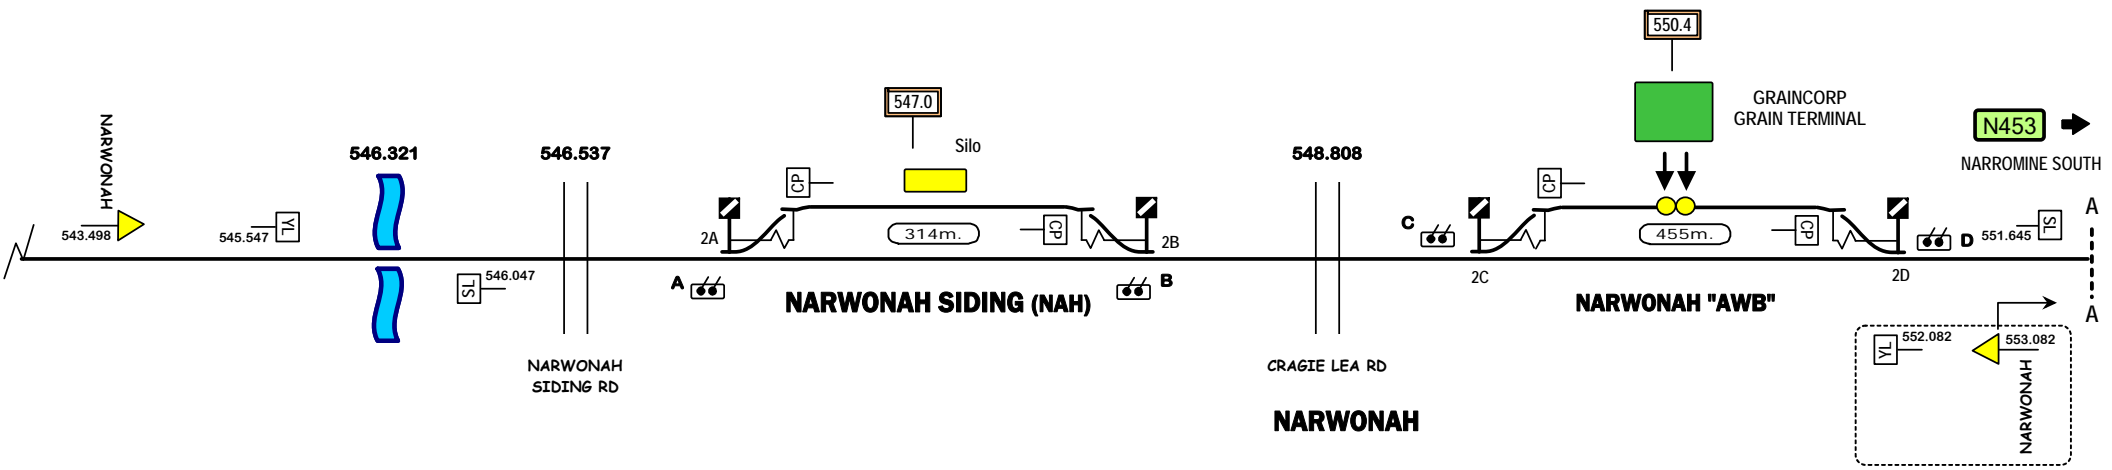 550.4
GRAINCORP
GRAIN TERMINAL
547.0
Silo
N453
NARROMINE SOUTH
NARWONAH
543.498
545.547
YL
546.321
546.537
548.808
CP
CP
CP
CP
2A
314m.
2B
C
455m.
D
551.645
SL
A
SL
546.047
A
B
2C
2D
NARWONAH SIDING (NAH)
NARWONAH "AWB"
A
NARWONAH
SIDING RD
CRAGIE LEA RD
YL
552.082
553.082
NARWONAH
NARWONAH